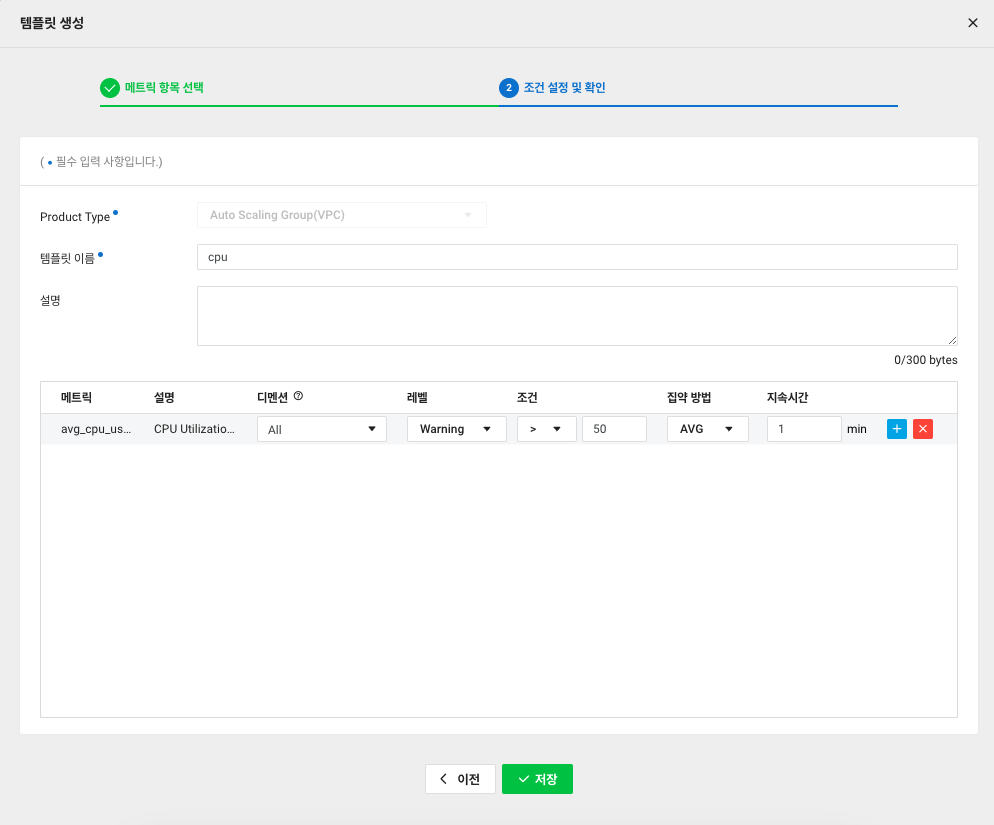 템플릿 생성
메트릭 항목 선택
2 조건 설정 및 확인
( • 필수 입력 사항입니다.)
Product Type • Auto Scaling Group(VPC)
템플릿 이름 • cpu
설명
0/300 bytes
메트릭 설명 디멘션 ? 레벨 조건 집약 방법 지속시간
avg_cpu_us... CPU Utilizatio... All Warning > 50 AVG 1 min
이전 저장